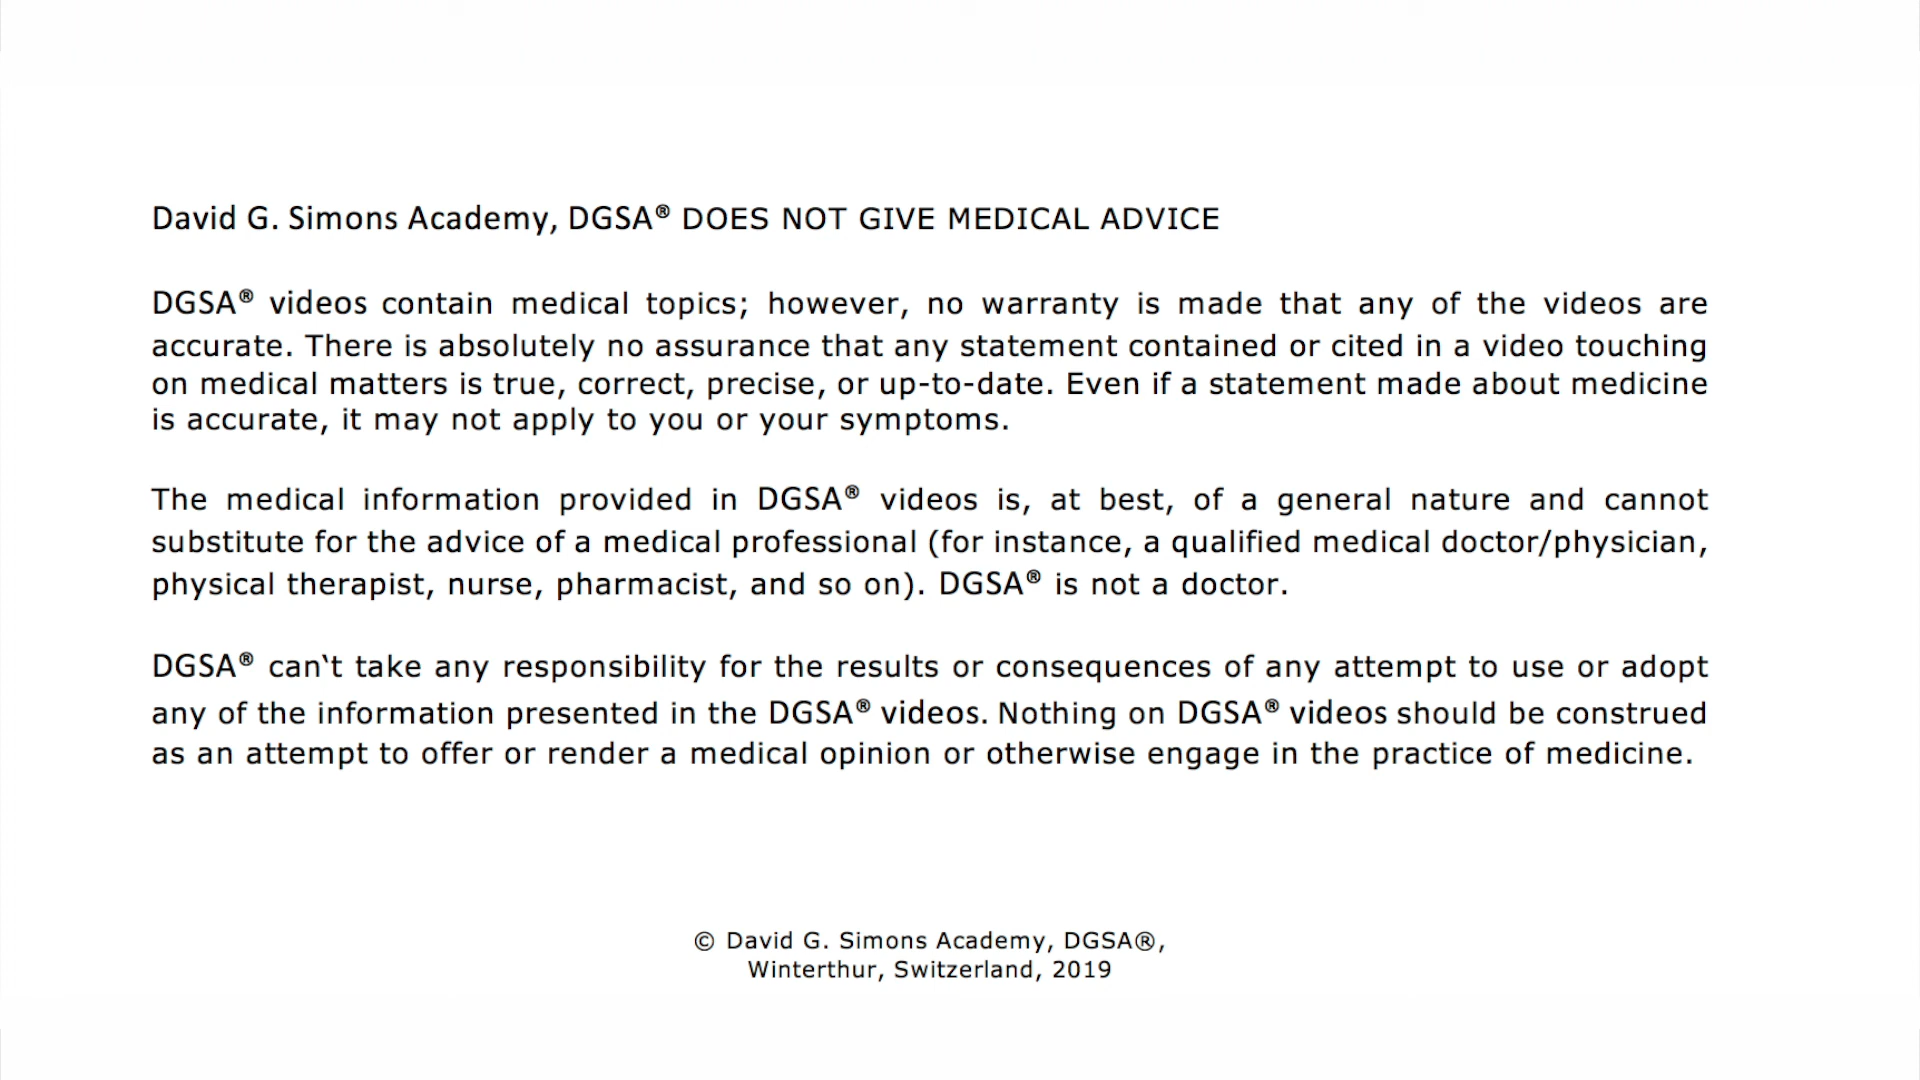 David G. Simons Academy, DGSA® DOES NOT GIVE MEDICAL ADVICE
DGSA® videos contain medical topics; however, no warranty is made that any of the videos are
accurate. There is absolutely no assurance that any statement contained or cited in a video touching
on medical matters is true, correct, precise, or up-to-date. Even if a statement made about medicine
is accurate, it may not apply to you or your symptoms.
The medical information provided in DGSA® videos is, at best, of a general nature and cannot
substitute for the advice of a medical professional (for instance, a qualified medical doctor/physician,
physical therapist, nurse, pharmacist, and so on). DGSA® is not a doctor.
DGSA® can‛t take any responsibility for the results or consequences of any attempt to use or adopt
any of the information presented in the DGSA® videos. Nothing on DGSA® videos should be construed
as an attempt to offer or render a medical opinion or otherwise engage in the practice of medicine.
© David G. Simons Academy, DGSA®,
Winterthur, Switzerland, 2019